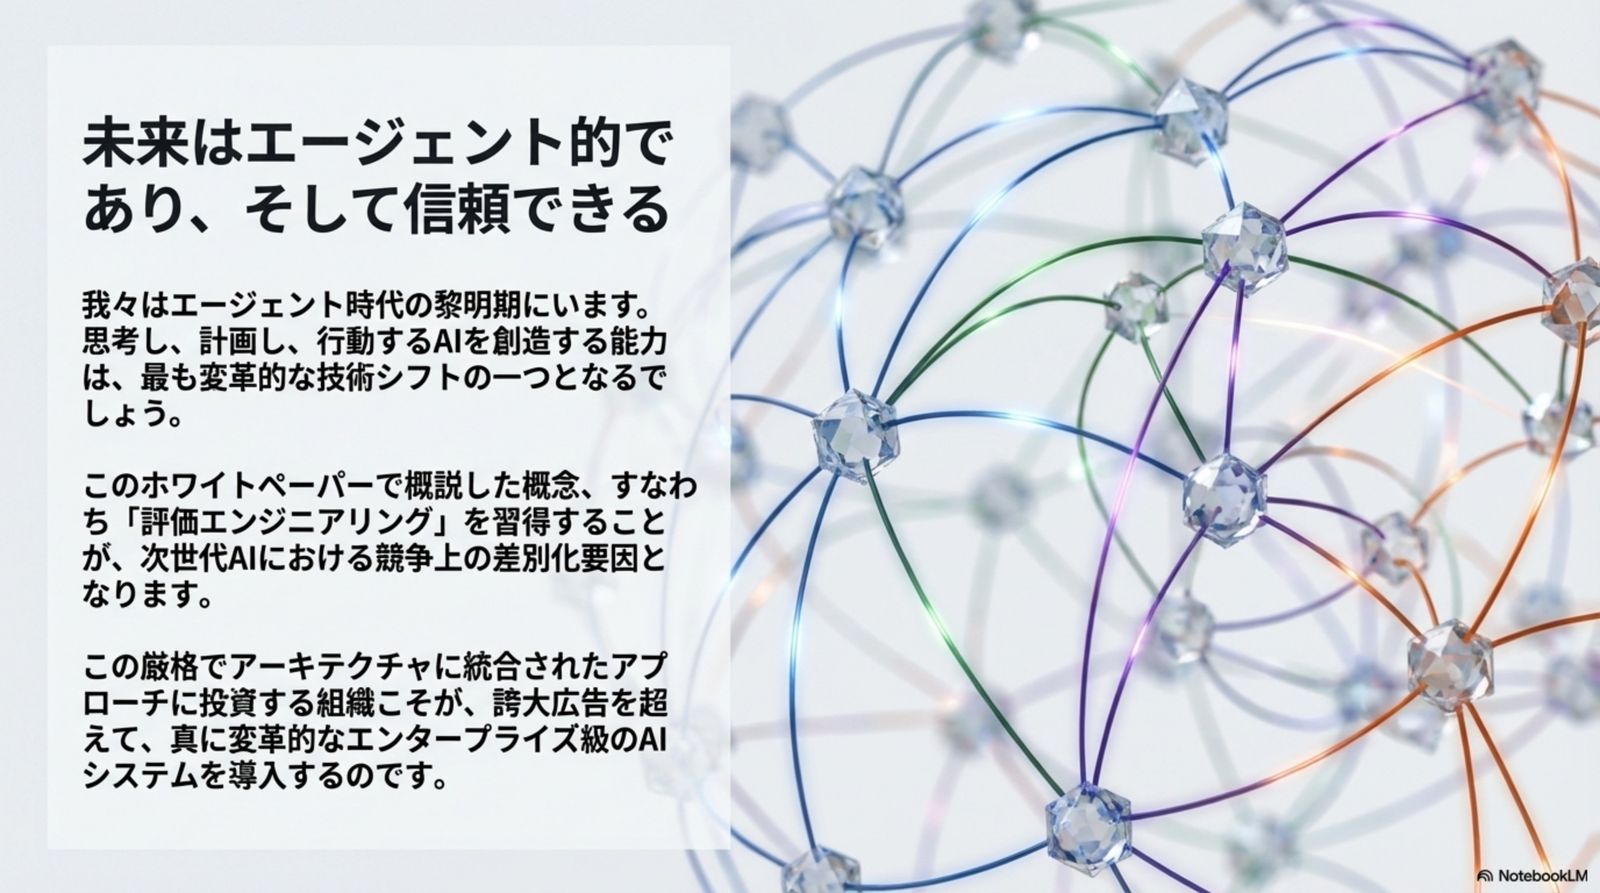 未来はエージェント的で
あり、そして信頼できる
我々はエージェント時代の黎明期にいます。
思考し、計画し、行動するAIを創造する能力
は、最も変革的な技術シフトの一つとなるで
しょう。
このホワイトペーパーで概説した概念、すなわ
ち「評価エンジニアリング」を習得すること
が、次世代AIにおける競争上の差別化要因と
なります。
この厳格でアーキテクチャに統合されたアプ
ローチに投資する組織こそが、誇大広告を超
えて、真に変革的なエンタープライズ級のAI
システムを導入するのです。
NotebookLM